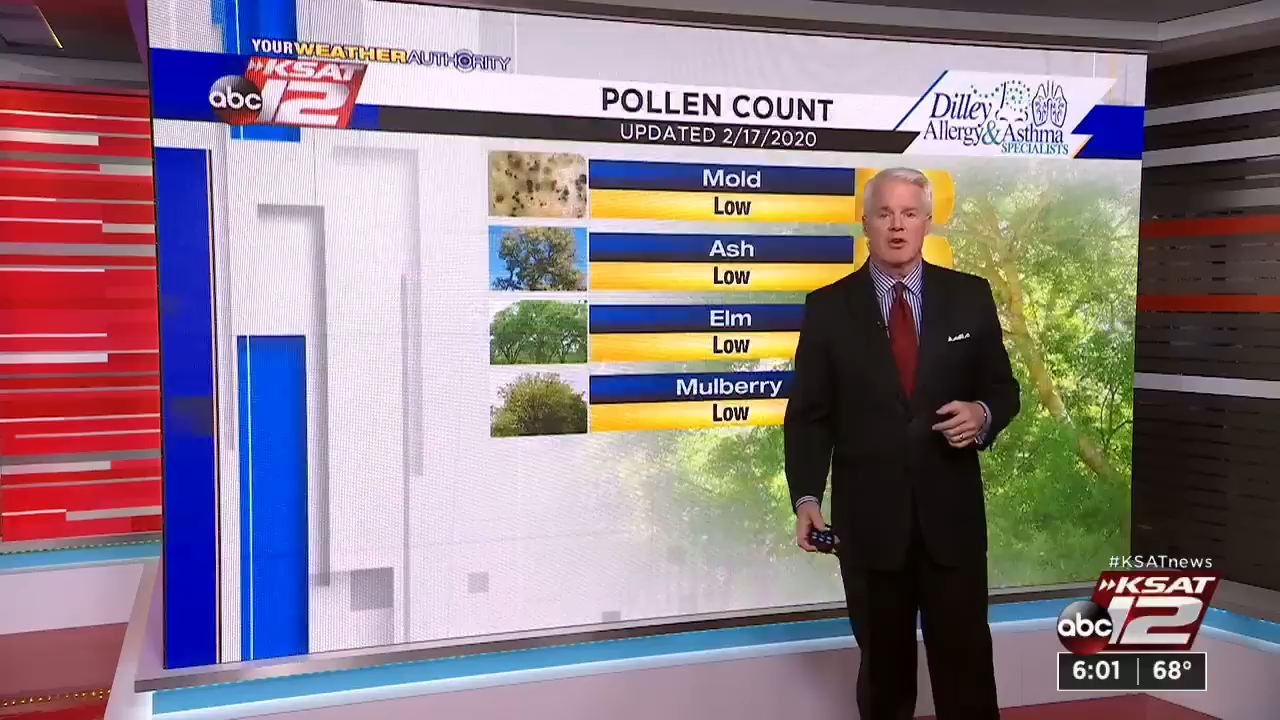 YOUR WEATHER AUTHORITY
KSAT
abc 12
POLLEN COUNT
UPDATED 2/17/2020
Dilley
Allergy & Asthma
SPECIALISTS
Mold
Low
Ash
Low
Elm
Low
Mulberry
Low
#KSATnews
KSAT
abc 12
6:01 68°